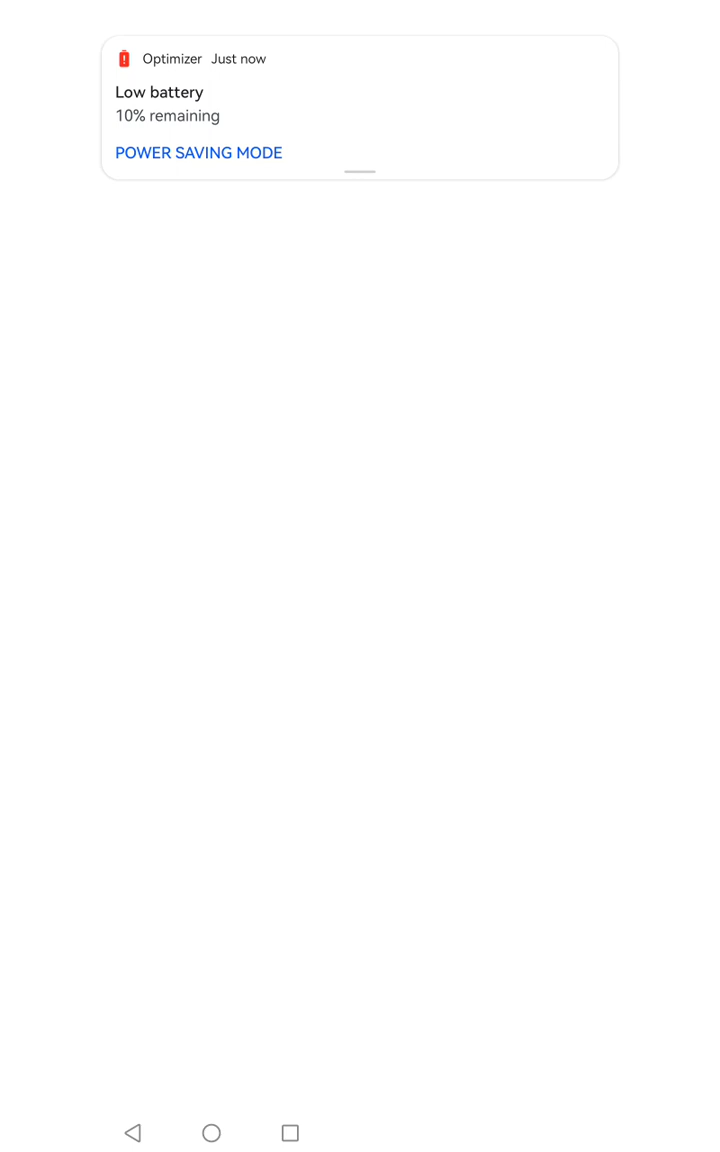 Optimizer Just now
Low battery
10% remaining
POWER SAVING MODE